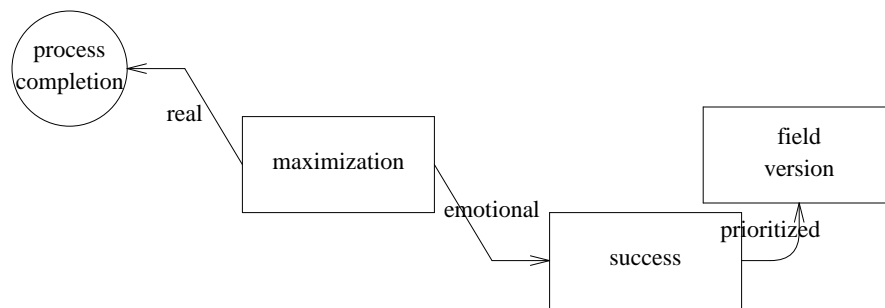 process
completion
real
maximization
emotional
success
prioritized
field
version